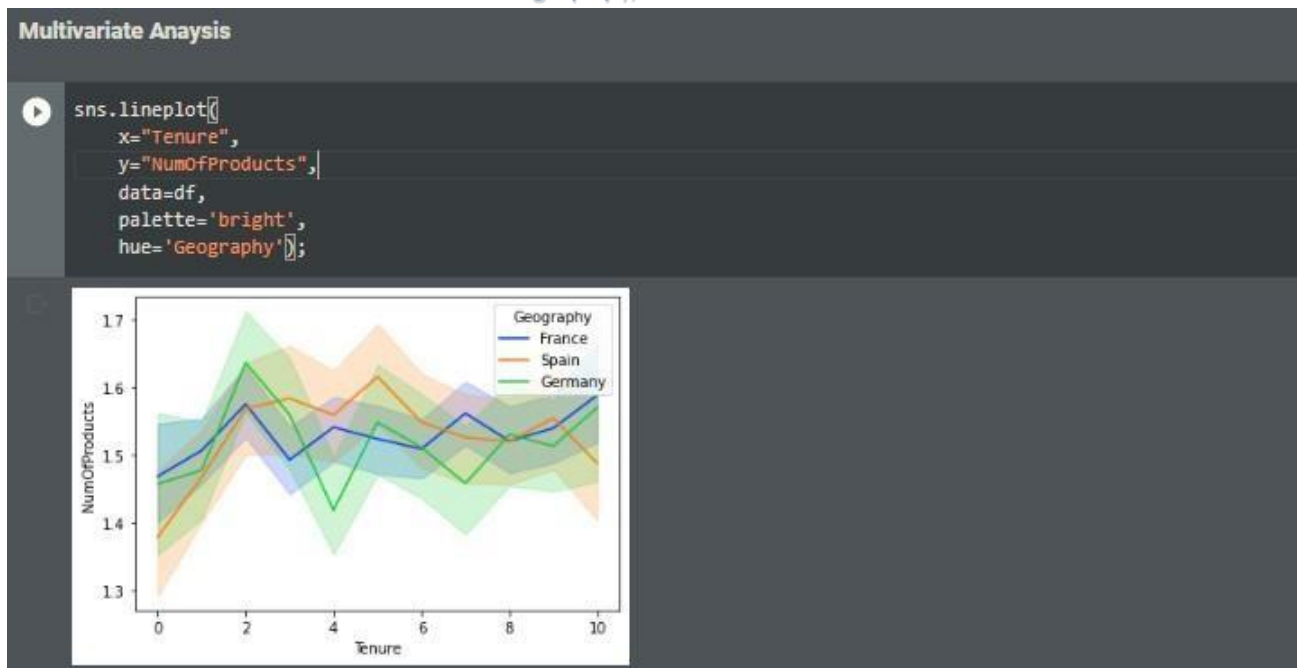 Multivariate Anaysis
sns.lineplot(
x="Tenure",
y="NumOfProducts",
data=df,
palette='bright',
hue='Geography');
Geography
France
Spain
Germany
NumOfProducts
1.7
1.6
1.5
1.4
1.3
0 2 4 6 8 10
Tenure